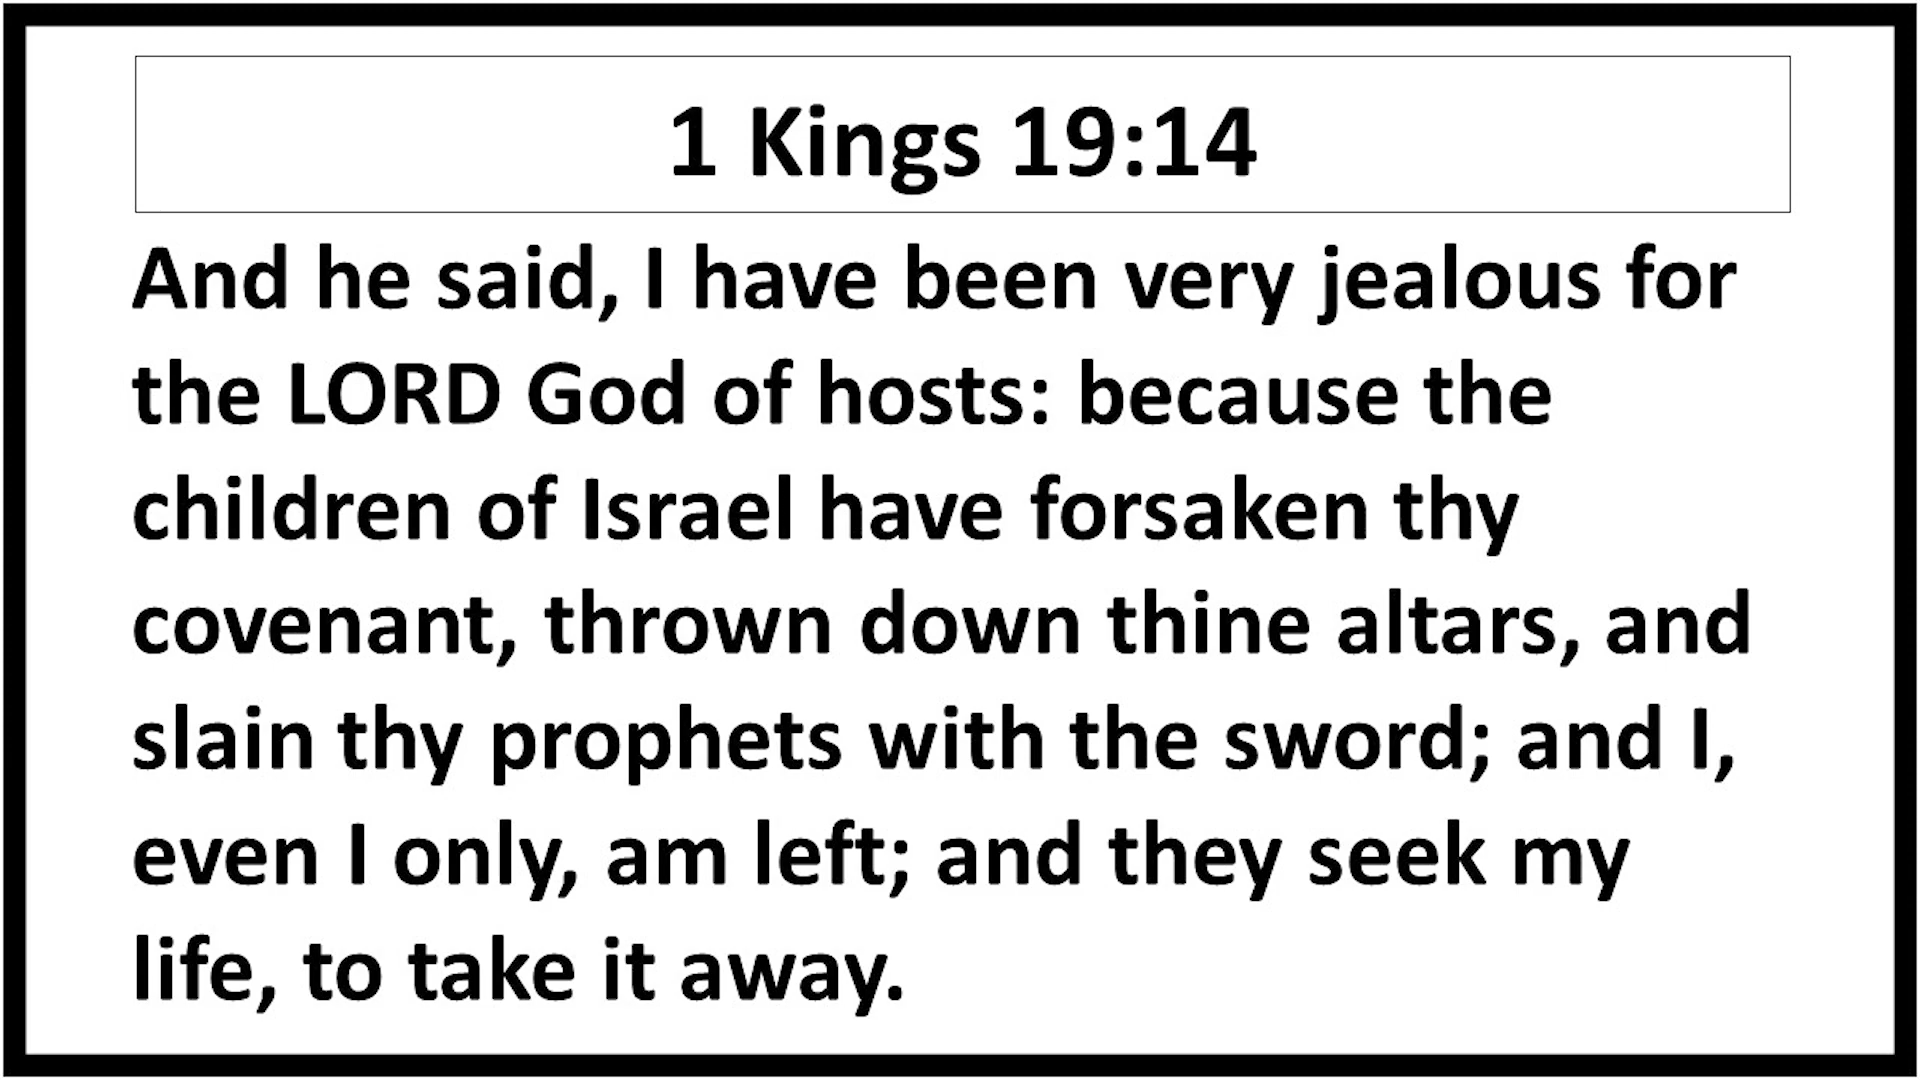 1 Kings 19:14
And he said, I have been very jealous for
the LORD God of hosts: because the
children of Israel have forsaken thy
covenant, thrown down thine altars, and
slain thy prophets with the sword; and I,
even I only, am left; and they seek my
life, to take it away.